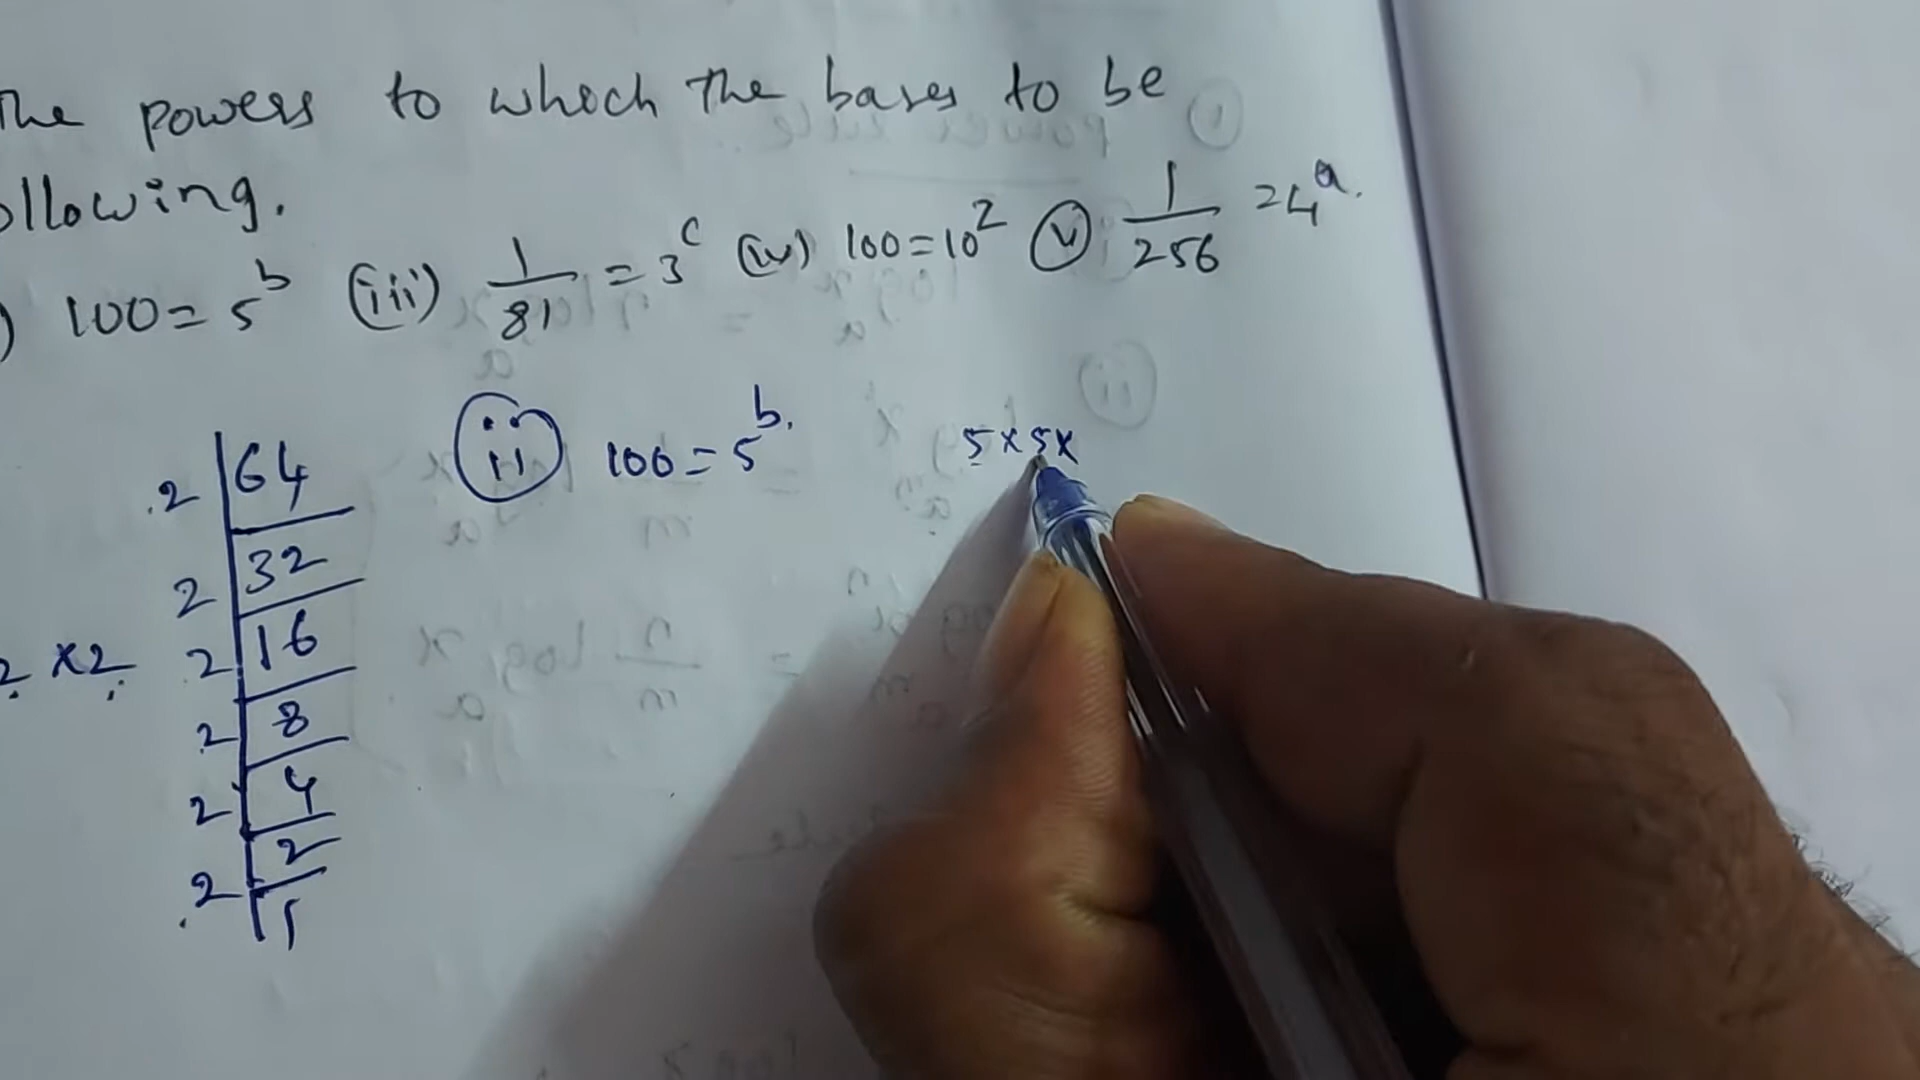 The powers to which the bases to be
ollowing.
) 100 = 5^b (iii) 1/81 = 3^c (iv) 100 = 10^2 (v) 1/256 = 4^a.
(ii) 100 = 5^b. 5 × 5 ×
2 | 64
2 | 32
2 × 2 2 | 16
2 | 8
2 | 4
2 | 2
1